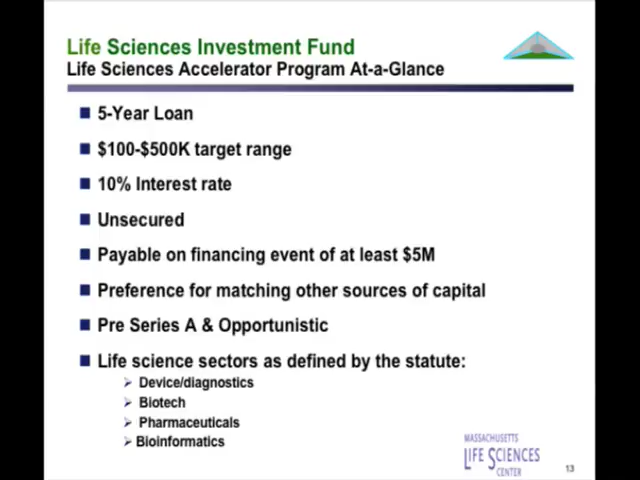 Life Sciences Investment Fund
Life Sciences Accelerator Program At-a-Glance
5-Year Loan
$100-$500K target range
10% Interest rate
Unsecured
Payable on financing event of at least $5M
Preference for matching other sources of capital
Pre Series A & Opportunistic
Life science sectors as defined by the statute:
Device/diagnostics
Biotech
Pharmaceuticals
Bioinformatics
MASSACHUSETTS
LIFE SCIENCES
CENTER
13